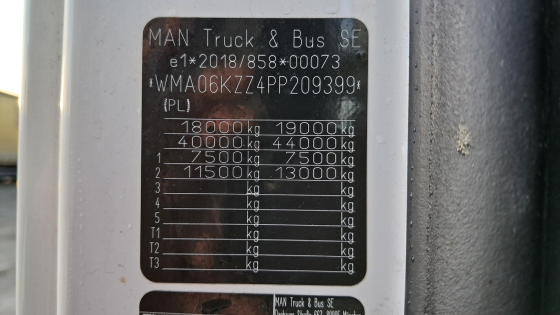 MAN Truck & Bus SE
e1*2018/858*00073
*WMA06KZZ4PP209399*
(PL)
18000 kg 19000 kg
40000 kg 44000 kg
1 7500 kg 7500 kg
2 11500 kg 13000 kg
3 kg kg
4 kg kg
5 kg kg
T1 kg kg
T2 kg kg
T3 kg kg
MAN Truck & Bus SE